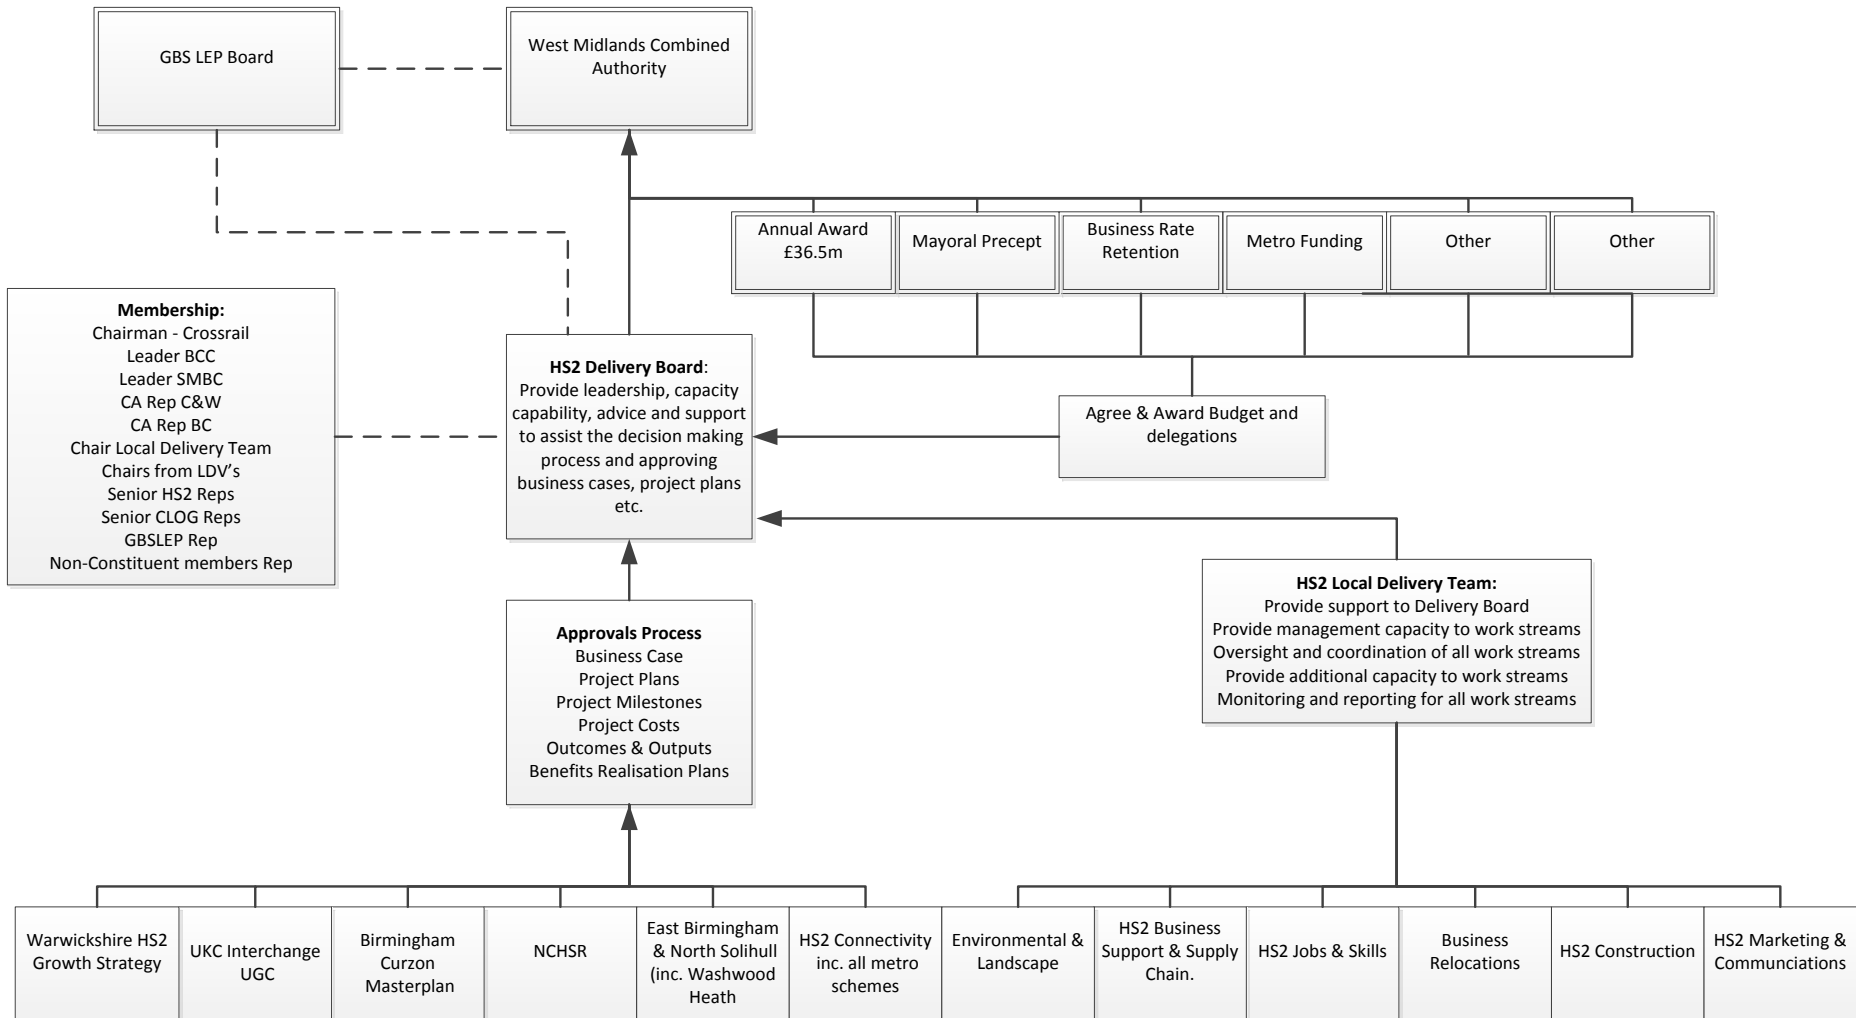 GBS LEP Board
West Midlands Combined
Authority
Annual Award
£36.5m
Mayoral Precept
Business Rate
Retention
Metro Funding
Other
Other
Membership:
Chairman - Crossrail
Leader BCC
Leader SMBC
CA Rep C&W
CA Rep BC
Chair Local Delivery Team
Chairs from LDV’s
Senior HS2 Reps
Senior CLOG Reps
GBSLEP Rep
Non-Constituent members Rep
HS2 Delivery Board:
Provide leadership, capacity
capability, advice and support
to assist the decision making
process and approving
business cases, project plans
etc.
Agree & Award Budget and
delegations
Approvals Process
Business Case
Project Plans
Project Milestones
Project Costs
Outcomes & Outputs
Benefits Realisation Plans
HS2 Local Delivery Team:
Provide support to Delivery Board
Provide management capacity to work streams
Oversight and coordination of all work streams
Provide additional capacity to work streams
Monitoring and reporting for all work streams
Warwickshire HS2
Growth Strategy
UKC Interchange
UGC
Birmingham
Curzon
Masterplan
NCHSR
East Birmingham
& North Solihull
(inc. Washwood
Heath
HS2 Connectivity
inc. all metro
schemes
Environmental &
Landscape
HS2 Business
Support & Supply
Chain.
HS2 Jobs & Skills
Business
Relocations
HS2 Construction
HS2 Marketing &
Communciations